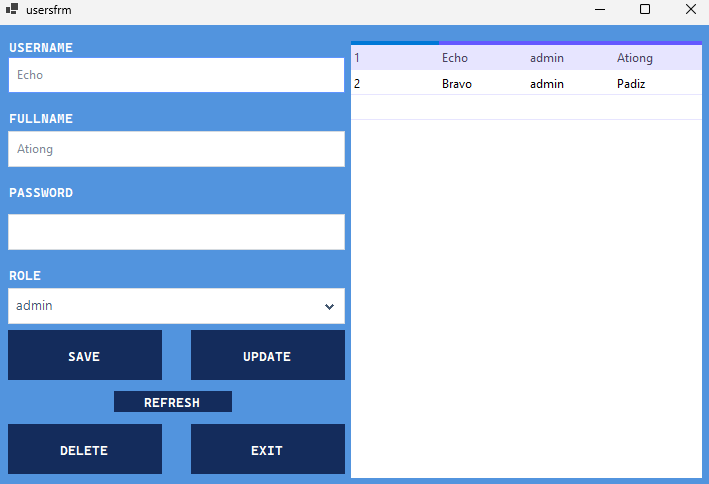 usersfrm
USERNAME
Echo
FULLNAME
Ationg
PASSWORD
ROLE
admin
SAVE UPDATE
REFRESH
DELETE EXIT
1 Echo admin Ationg
2 Bravo admin Padiz